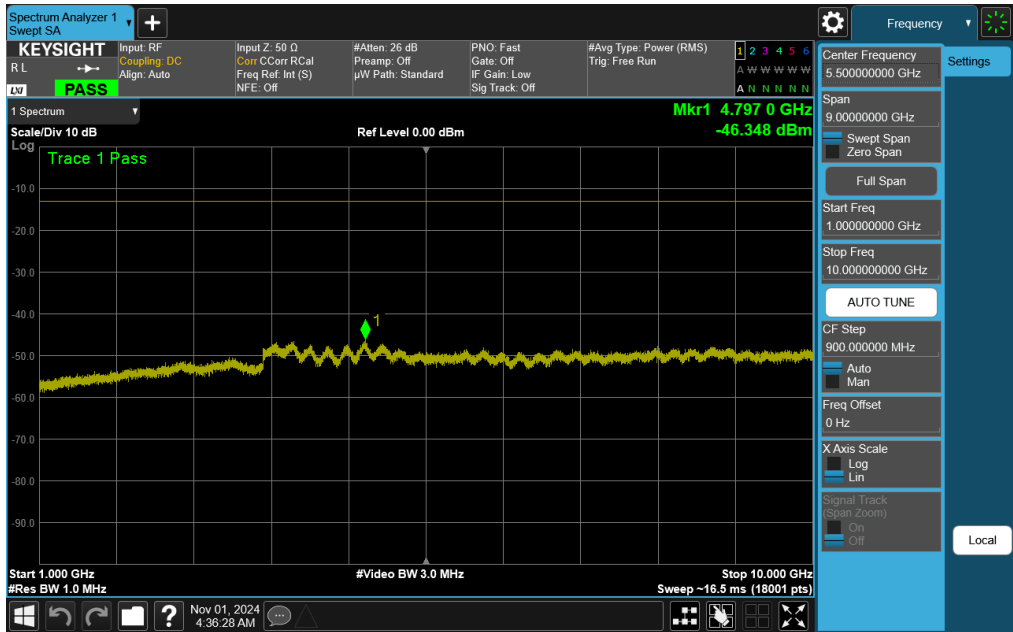 Spectrum Analyzer 1
Swept SA
Frequency
KEYSIGHT
R L
LXI
PASS
Input: RF
Coupling: DC
Align: Auto
Input Z: 50 Ω
Corr CCorr RCal
Freq Ref: Int (S)
NFE: Off
#Atten: 26 dB
Preamp: Off
µW Path: Standard
PNO: Fast
Gate: Off
IF Gain: Low
Sig Track: Off
#Avg Type: Power (RMS)
Trig: Free Run
1 2 3 4 5 6
A W W W W W
A N N N N N
1 Spectrum
Mkr1 4.797 0 GHz
Scale/Div 10 dB
Ref Level 0.00 dBm
-46.348 dBm
Log
Trace 1 Pass
-10.0
-20.0
-30.0
-40.0
1
-50.0
-60.0
-70.0
-80.0
-90.0
Start 1.000 GHz
#Video BW 3.0 MHz
Stop 10.000 GHz
#Res BW 1.0 MHz
Sweep ~16.5 ms (18001 pts)
Center Frequency
5.500000000 GHz
Settings
Span
9.00000000 GHz
Swept Span
Zero Span
Full Span
Start Freq
1.000000000 GHz
Stop Freq
10.000000000 GHz
AUTO TUNE
CF Step
900.000000 MHz
Auto
Man
Freq Offset
0 Hz
X Axis Scale
Log
Lin
Signal Track
(Span Zoom)
On
Off
Local
?
Nov 01, 2024
4:36:28 AM